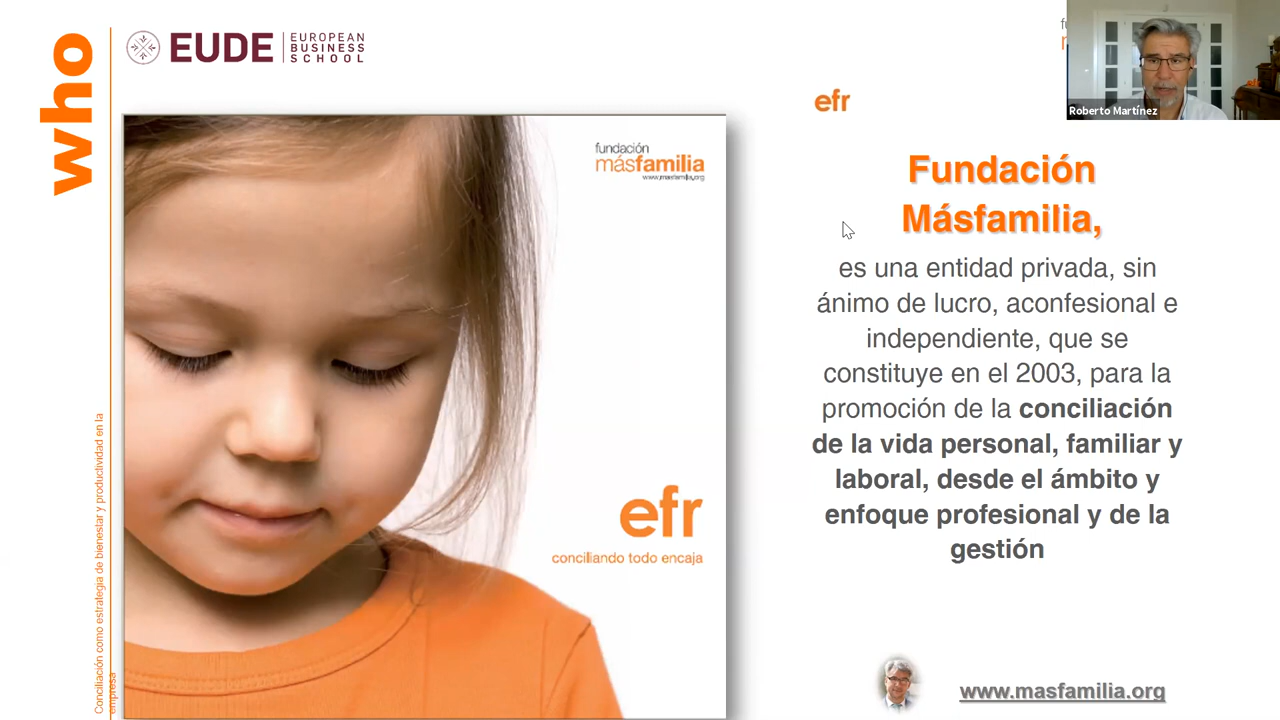 who
EUDE
EUROPEAN
BUSINESS
SCHOOL
Conciliación como estrategia de bienestar y productividad en la
empresa
fundación
másfamilia
www.masfamilia.org
efr
conciliando todo encaja
efr
Roberto Martínez
Fundación
Másfamilia,
es una entidad privada, sin
ánimo de lucro, aconfesional e
independiente, que se
constituye en el 2003, para la
promoción de la conciliación
de la vida personal, familiar y
laboral, desde el ámbito y
enfoque profesional y de la
gestión
www.masfamilia.org